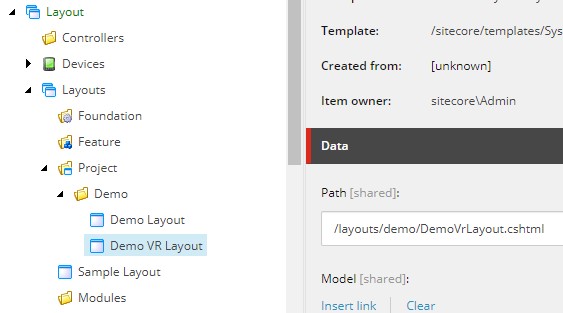 Layout
Controllers
Devices
Layouts
Foundation
Feature
Project
Demo
Demo Layout
Demo VR Layout
Sample Layout
Modules
Template: /sitecore/templates/Sys
Created from: [unknown]
Item owner: sitecore\Admin
Data
Path [shared]:
/layouts/demo/DemoVrLayout.cshtml
Model [shared]:
Insert link Clear